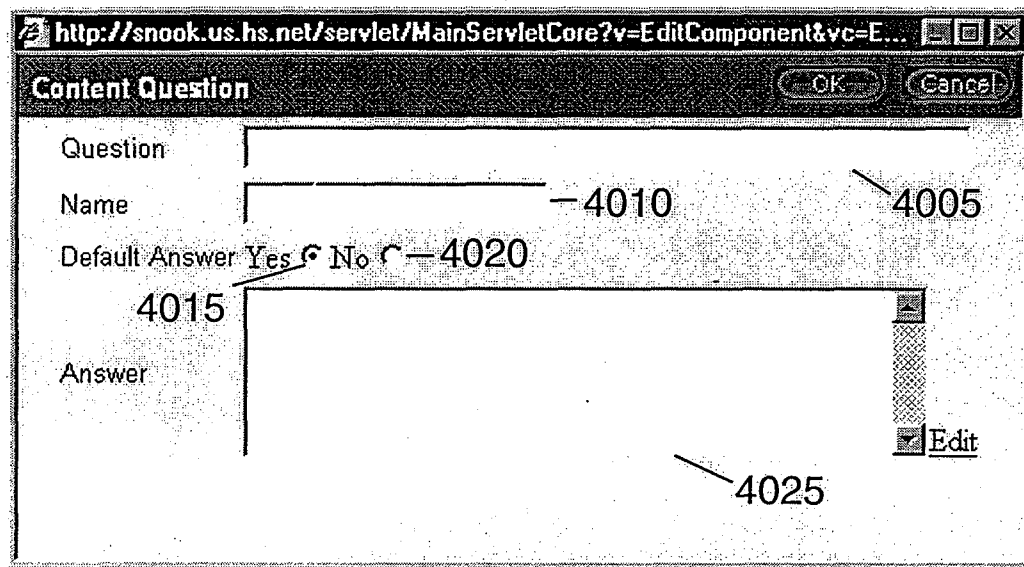 http://snook.us.hs.net/servlet/MainServletCore?v=EditComponent&vc=E...
Content Question OK Cancel
Question
4005
Name 4010
Default Answer Yes No 4020
4015
Answer
Edit
4025